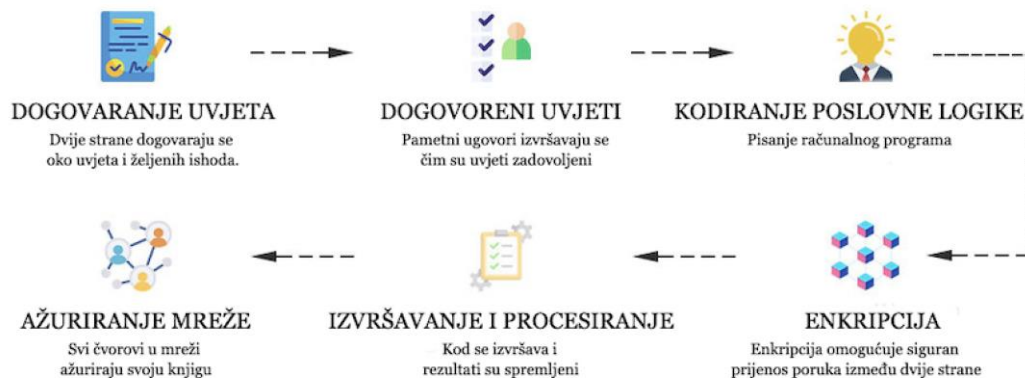 DOGOVARANJE UVJETA
Dvije strane dogovaraju se
oko uvjeta i željenih ishoda.
DOGOVORENI UVJETI
Pametni ugovori izvršavaju se
čim su uvjeti zadovoljeni
KODIRANJE POSLOVNE LOGIKE
Pisanje računalnog programa
AŽURIRANJE MREŽE
Svi čvorovi u mreži
ažuriraju svoju knjigu
IZVRŠAVANJE I PROCESIRANJE
Kod se izvršava i
rezultati su spremljeni
ENKRIPCIJA
Enkripcija omogućuje siguran
prijenos poruka između dvije strane